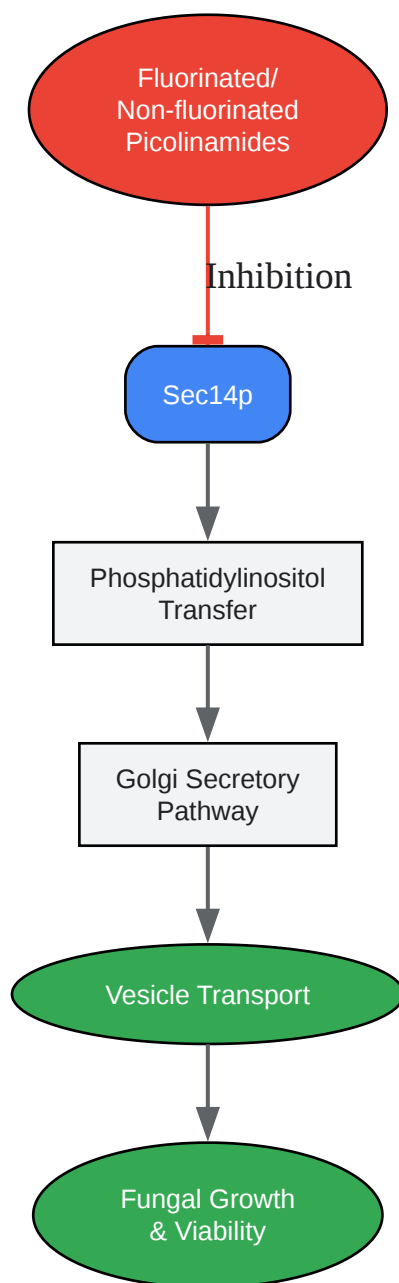 Fluorinated/
Non-fluorinated
Picolinamides
Inhibition
Sec14p
Phosphatidylinositol
Transfer
Golgi Secretory
Pathway
Vesicle Transport
Fungal Growth
& Viability